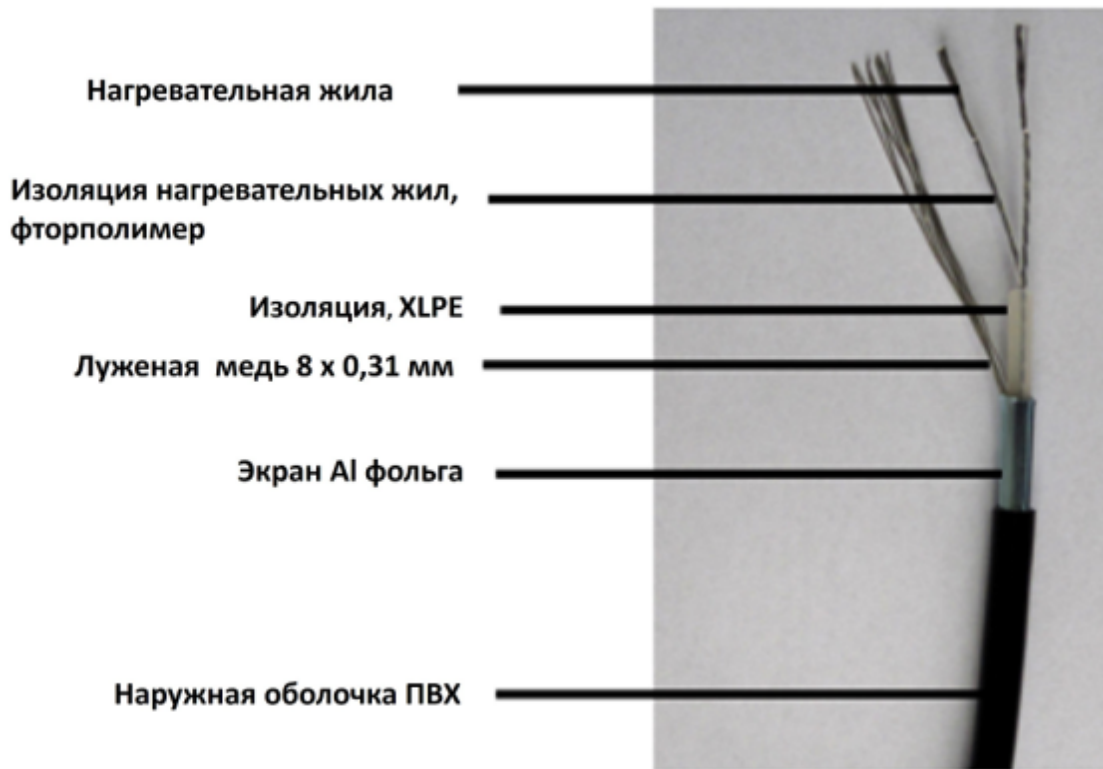 Нагревательная жила
Изоляция нагревательных жил,
фторполимер
Изоляция, XLPE
Луженая медь 8 х 0,31 мм
Экран Al фольга
Наружная оболочка ПВХ